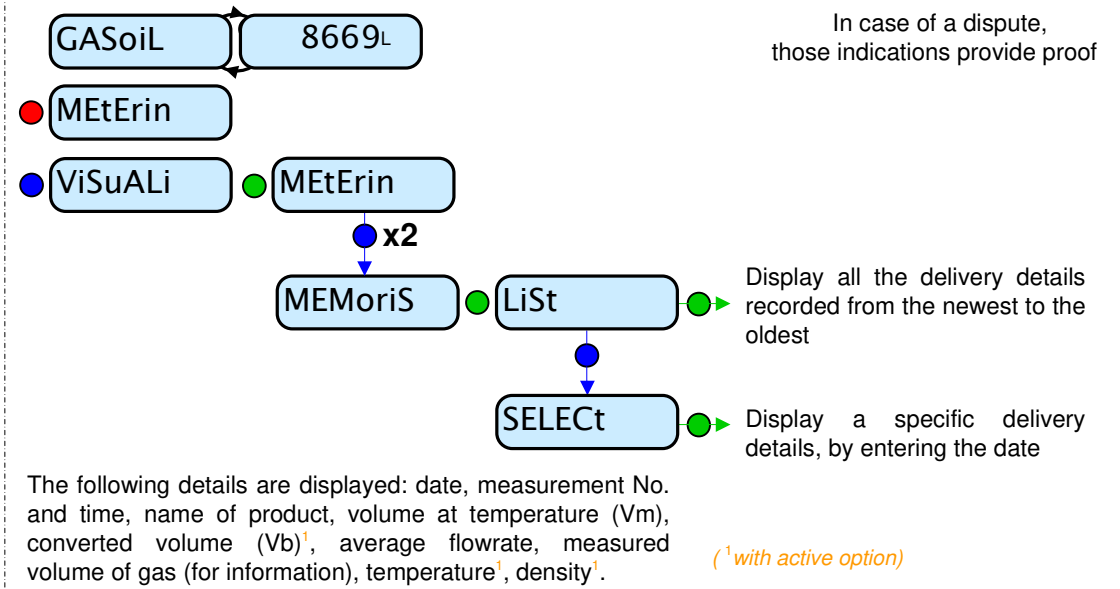 GASoiL 8669L
In case of a dispute,
those indications provide proof
MEtErin
ViSuALi MEtErin
x2
MEMoriS LiSt
Display all the delivery details
recorded from the newest to the
oldest
SELECt
Display a specific delivery
details, by entering the date
The following details are displayed: date, measurement No.
and time, name of product, volume at temperature (Vm),
converted volume (Vb)¹, average flowrate, measured
volume of gas (for information), temperature¹, density¹.
( ¹ with active option)